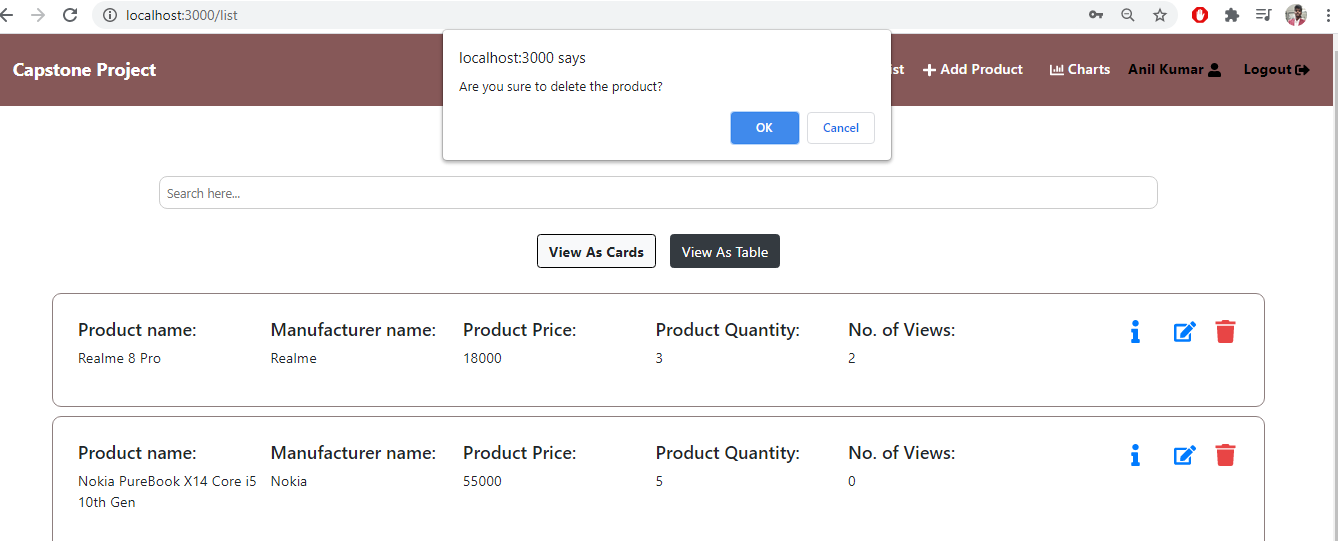 localhost:3000/list
localhost:3000 says
Are you sure to delete the product?
OK Cancel
Capstone Project
Add Product Charts Anil Kumar Logout
Search here...
View As Cards View As Table
Product name: Manufacturer name: Product Price: Product Quantity: No. of Views:
Realme 8 Pro Realme 18000 3 2
Product name: Manufacturer name: Product Price: Product Quantity: No. of Views:
Nokia PureBook X14 Core i5 Nokia 55000 5 0
10th Gen